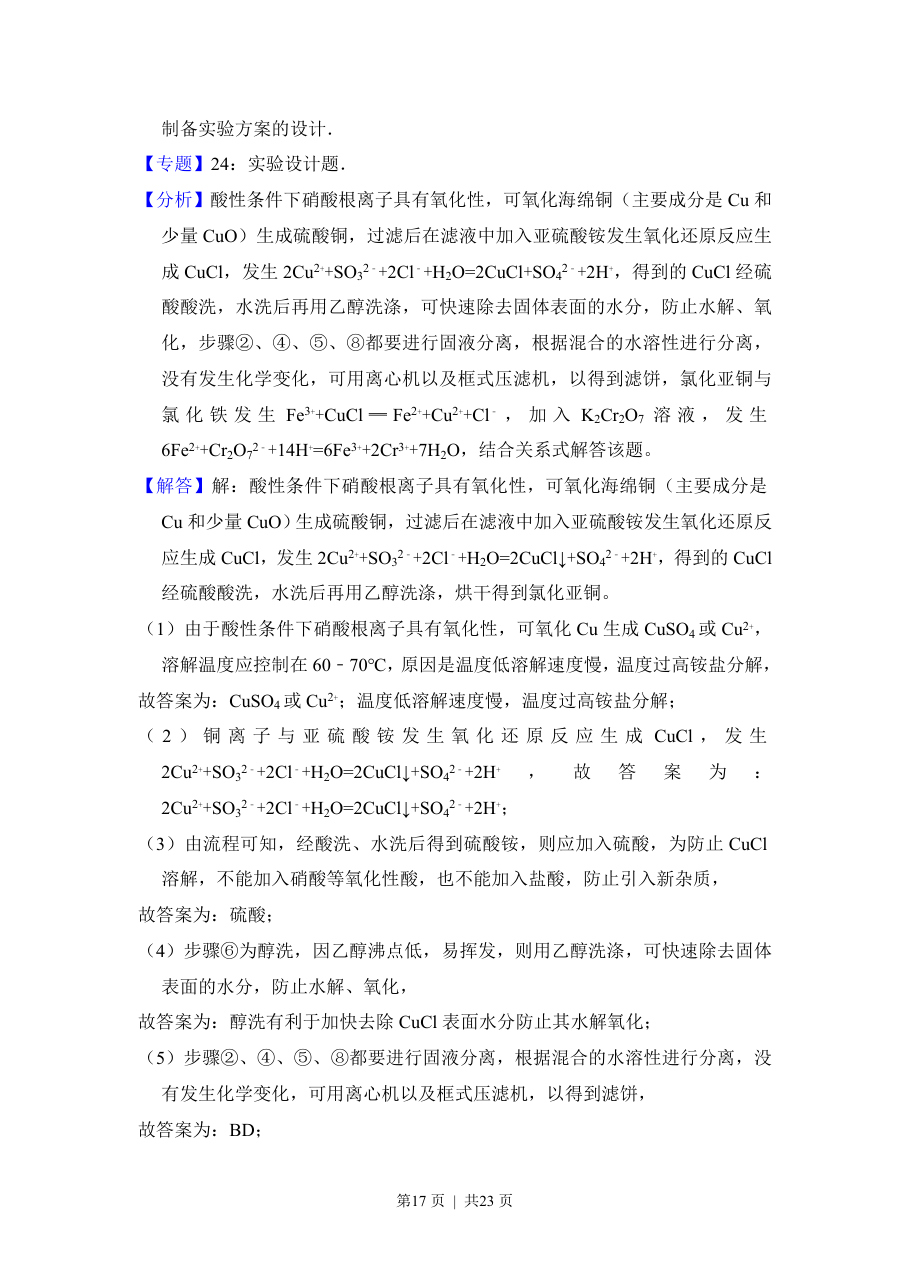 制备实验方案的设计．
【专题】24：实验设计题．
【分析】酸性条件下硝酸根离子具有氧化性，可氧化海绵铜（主要成分是 Cu 和
少量 CuO）生成硫酸铜，过滤后在滤液中加入亚硫酸铵发生氧化还原反应生
成 CuCl，发生 2Cu²⁺+SO₃²﹣+2Cl﹣+H₂O=2CuCl+SO₄²﹣+2H⁺，得到的 CuCl 经硫
酸酸洗，水洗后再用乙醇洗涤，可快速除去固体表面的水分，防止水解、氧
化，步骤②、④、⑤、⑧都要进行固液分离，根据混合的水溶性进行分离，
没有发生化学变化，可用离心机以及框式压滤机，以得到滤饼，氯化亚铜与
氯化铁发生 Fe³⁺+CuCl═Fe²⁺+Cu²⁺+Cl﹣，加入 K₂Cr₂O₇ 溶液，发生
6Fe²⁺+Cr₂O₇²﹣+14H⁺=6Fe³⁺+2Cr³⁺+7H₂O，结合关系式解答该题。
【解答】解：酸性条件下硝酸根离子具有氧化性，可氧化海绵铜（主要成分是
Cu 和少量 CuO）生成硫酸铜，过滤后在滤液中加入亚硫酸铵发生氧化还原反
应生成 CuCl，发生 2Cu²⁺+SO₃²﹣+2Cl﹣+H₂O=2CuCl↓+SO₄²﹣+2H⁺，得到的 CuCl
经硫酸酸洗，水洗后再用乙醇洗涤，烘干得到氯化亚铜。
（1）由于酸性条件下硝酸根离子具有氧化性，可氧化 Cu 生成 CuSO₄ 或 Cu²⁺，
溶解温度应控制在 60﹣70℃，原因是温度低溶解速度慢，温度过高铵盐分解，
故答案为：CuSO₄ 或 Cu²⁺；温度低溶解速度慢，温度过高铵盐分解；
（2）铜离子与亚硫酸铵发生氧化还原反应生成 CuCl，发生
2Cu²⁺+SO₃²﹣+2Cl﹣+H₂O=2CuCl↓+SO₄²﹣+2H⁺，故答案为：
2Cu²⁺+SO₃²﹣+2Cl﹣+H₂O=2CuCl↓+SO₄²﹣+2H⁺；
（3）由流程可知，经酸洗、水洗后得到硫酸铵，则应加入硫酸，为防止 CuCl
溶解，不能加入硝酸等氧化性酸，也不能加入盐酸，防止引入新杂质，
故答案为：硫酸；
（4）步骤⑥为醇洗，因乙醇沸点低，易挥发，则用乙醇洗涤，可快速除去固体
表面的水分，防止水解、氧化，
故答案为：醇洗有利于加快去除 CuCl 表面水分防止其水解氧化；
（5）步骤②、④、⑤、⑧都要进行固液分离，根据混合的水溶性进行分离，没
有发生化学变化，可用离心机以及框式压滤机，以得到滤饼，
故答案为：BD；
第17 页 | 共23 页